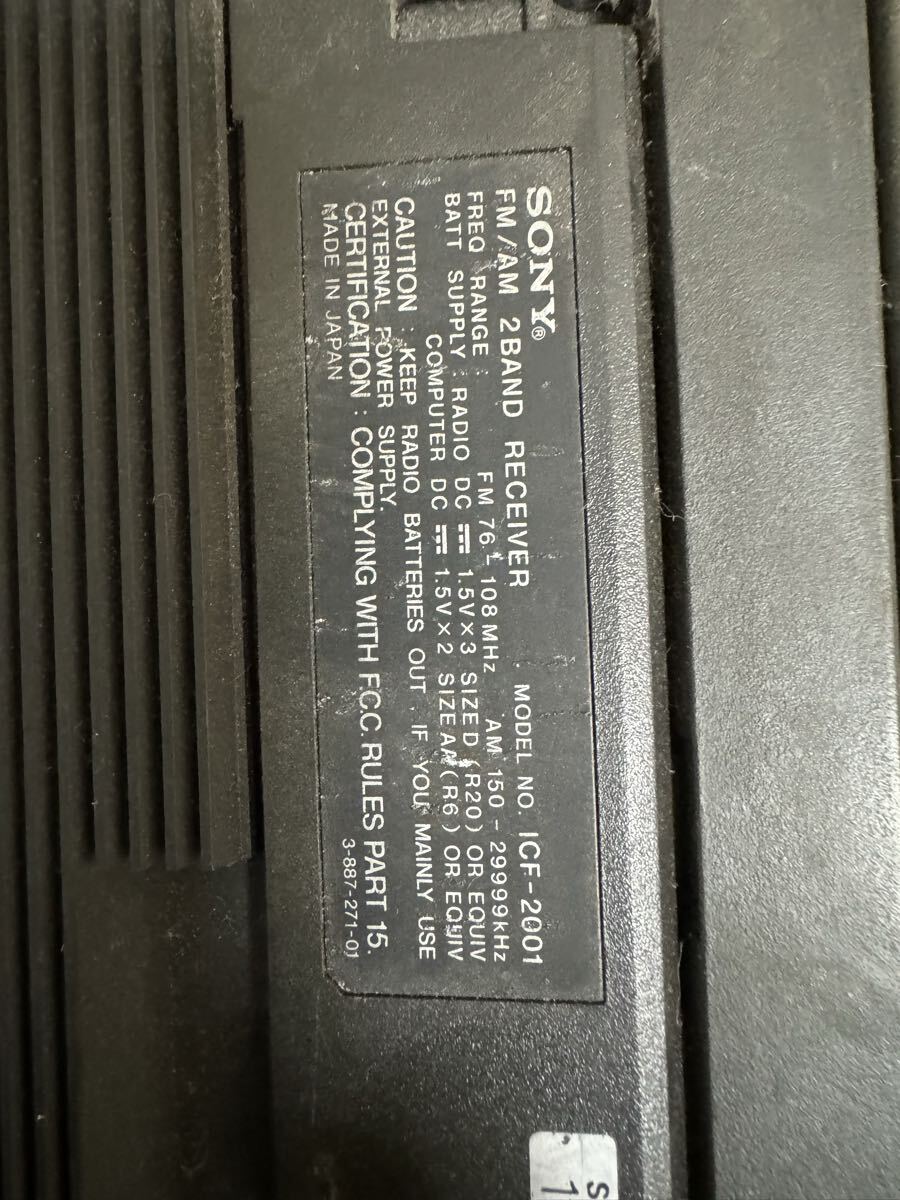 SONY®
FM/AM 2BAND RECEIVER MODEL NO. ICF-2001
FREQ RANGE : FM 76 - 108MHz AM 150 - 29999kHz
BATT SUPPLY : RADIO DC ⎓ 1.5V×3 SIZE D (R20) OR EQUIV
COMPUTER DC ⎓ 1.5V×2 SIZE AA (R6) OR EQUIV
CAUTION : KEEP RADIO BATTERIES OUT, IF YOU MAINLY USE
EXTERNAL POWER SUPPLY.
CERTIFICATION : COMPLYING WITH F.C.C. RULES PART 15.
MADE IN JAPAN 3-887-271-01
S
1